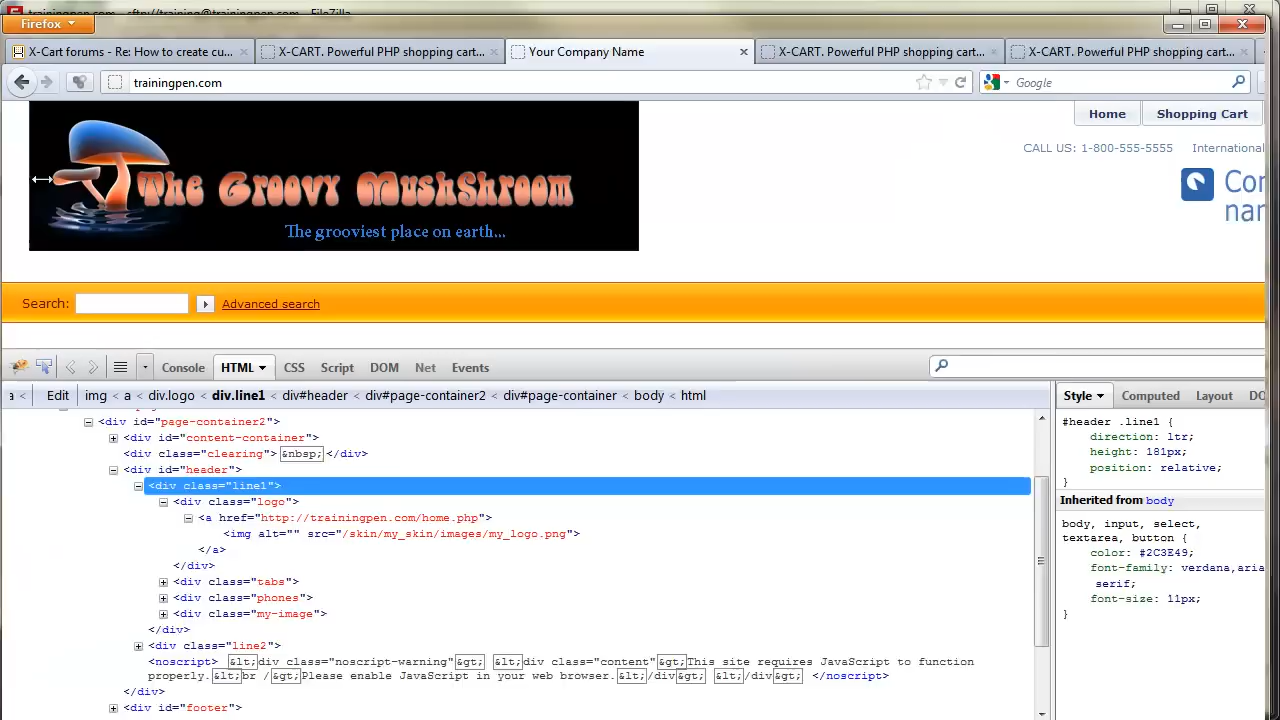 trainingpen.com - sftp://training@trainingpen.com - FileZilla
Firefox
X-Cart forums - Re: How to create cu...
X-CART. Powerful PHP shopping cart...
Your Company Name
X-CART. Powerful PHP shopping cart...
X-CART. Powerful PHP shopping cart...
trainingpen.com
Google
Home
Shopping Cart
CALL US: 1-800-555-5555
International
The Groovy MushShroom
The grooviest place on earth...
Search:
Advanced search
Console
HTML
CSS
Script
DOM
Net
Events
a < Edit img < a < div.logo < div.line1 < div#header < div#page-container2 < div#page-container < body < html
Style
Computed
Layout
DO
<div id="page-container2">
<div id="content-container">
<div class="clearing"> &nbsp; </div>
<div id="header">
<div class="line1">
<div class="logo">
<a href="http://trainingpen.com/home.php">
<img alt="" src="/skin/my_skin/images/my_logo.png">
</a>
</div>
<div class="tabs">
<div class="phones">
<div class="my-image">
</div>
<div class="line2">
<noscript> &lt;div class="noscript-warning"&gt; &lt;div class="content"&gt;This site requires JavaScript to function
properly.&lt;br /&gt;Please enable JavaScript in your web browser.&lt;/div&gt; &lt;/div&gt; </noscript>
</div>
<div id="footer">
#header .line1 {
direction: ltr;
height: 181px;
position: relative;
}
Inherited from body
body, input, select,
textarea, button {
color: #2C3E49;
font-family: verdana,aria
serif;
font-size: 11px;
}